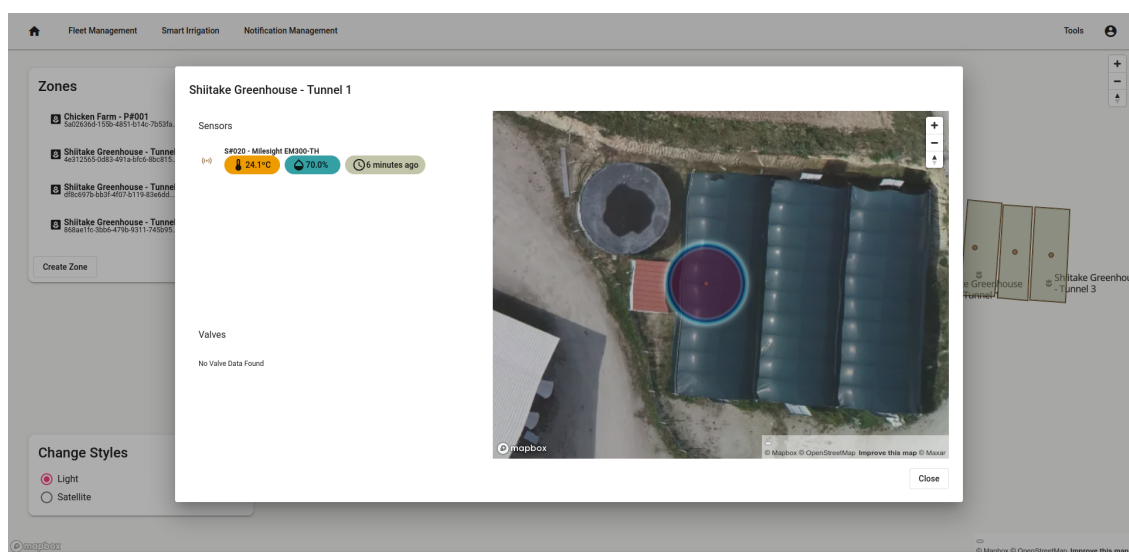 Fleet Management Smart Irrigation Notification Management Tools
Zones
Chicken Farm - P#001
5a02636d-155b-4851-b14c-7b53fa...
Shiitake Greenhouse - Tunnel
4e312565-0d83-491a-bfc6-8bc815...
Shiitake Greenhouse - Tunnel
df8c697b-bb3f-4f07-b119-83e6dd...
Shiitake Greenhouse - Tunnel
868ae1fc-3bb6-479b-9311-745b95...
Create Zone
Change Styles
Light
Satellite
mapbox
Shiitake Greenhouse - Tunnel 1
Sensors
S#020 - Milesight EM300-TH
24.1ºC 70.0% 6 minutes ago
Valves
No Valve Data Found
mapbox
© Mapbox © OpenStreetMap Improve this map © Maxar
Close
e Greenhouse
Tunnel
Shiitake Greenhou
- Tunnel 3
© Mapbox © OpenStreetMap Improve this map